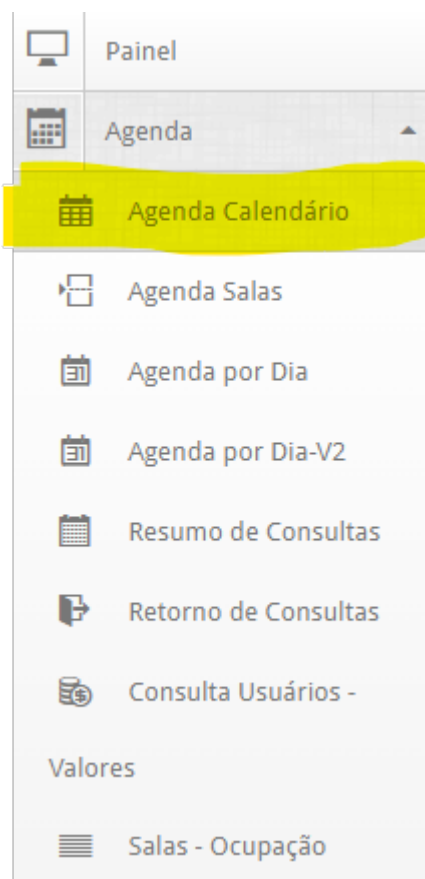 Painel
Agenda
Agenda Calendário
Agenda Salas
Agenda por Dia
Agenda por Dia-V2
Resumo de Consultas
Retorno de Consultas
Consulta Usuários -
Valores
Salas - Ocupação